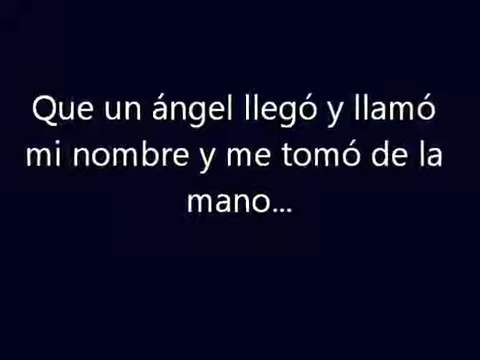 Que un ángel llegó y llamó
mi nombre y me tomó de la
mano...